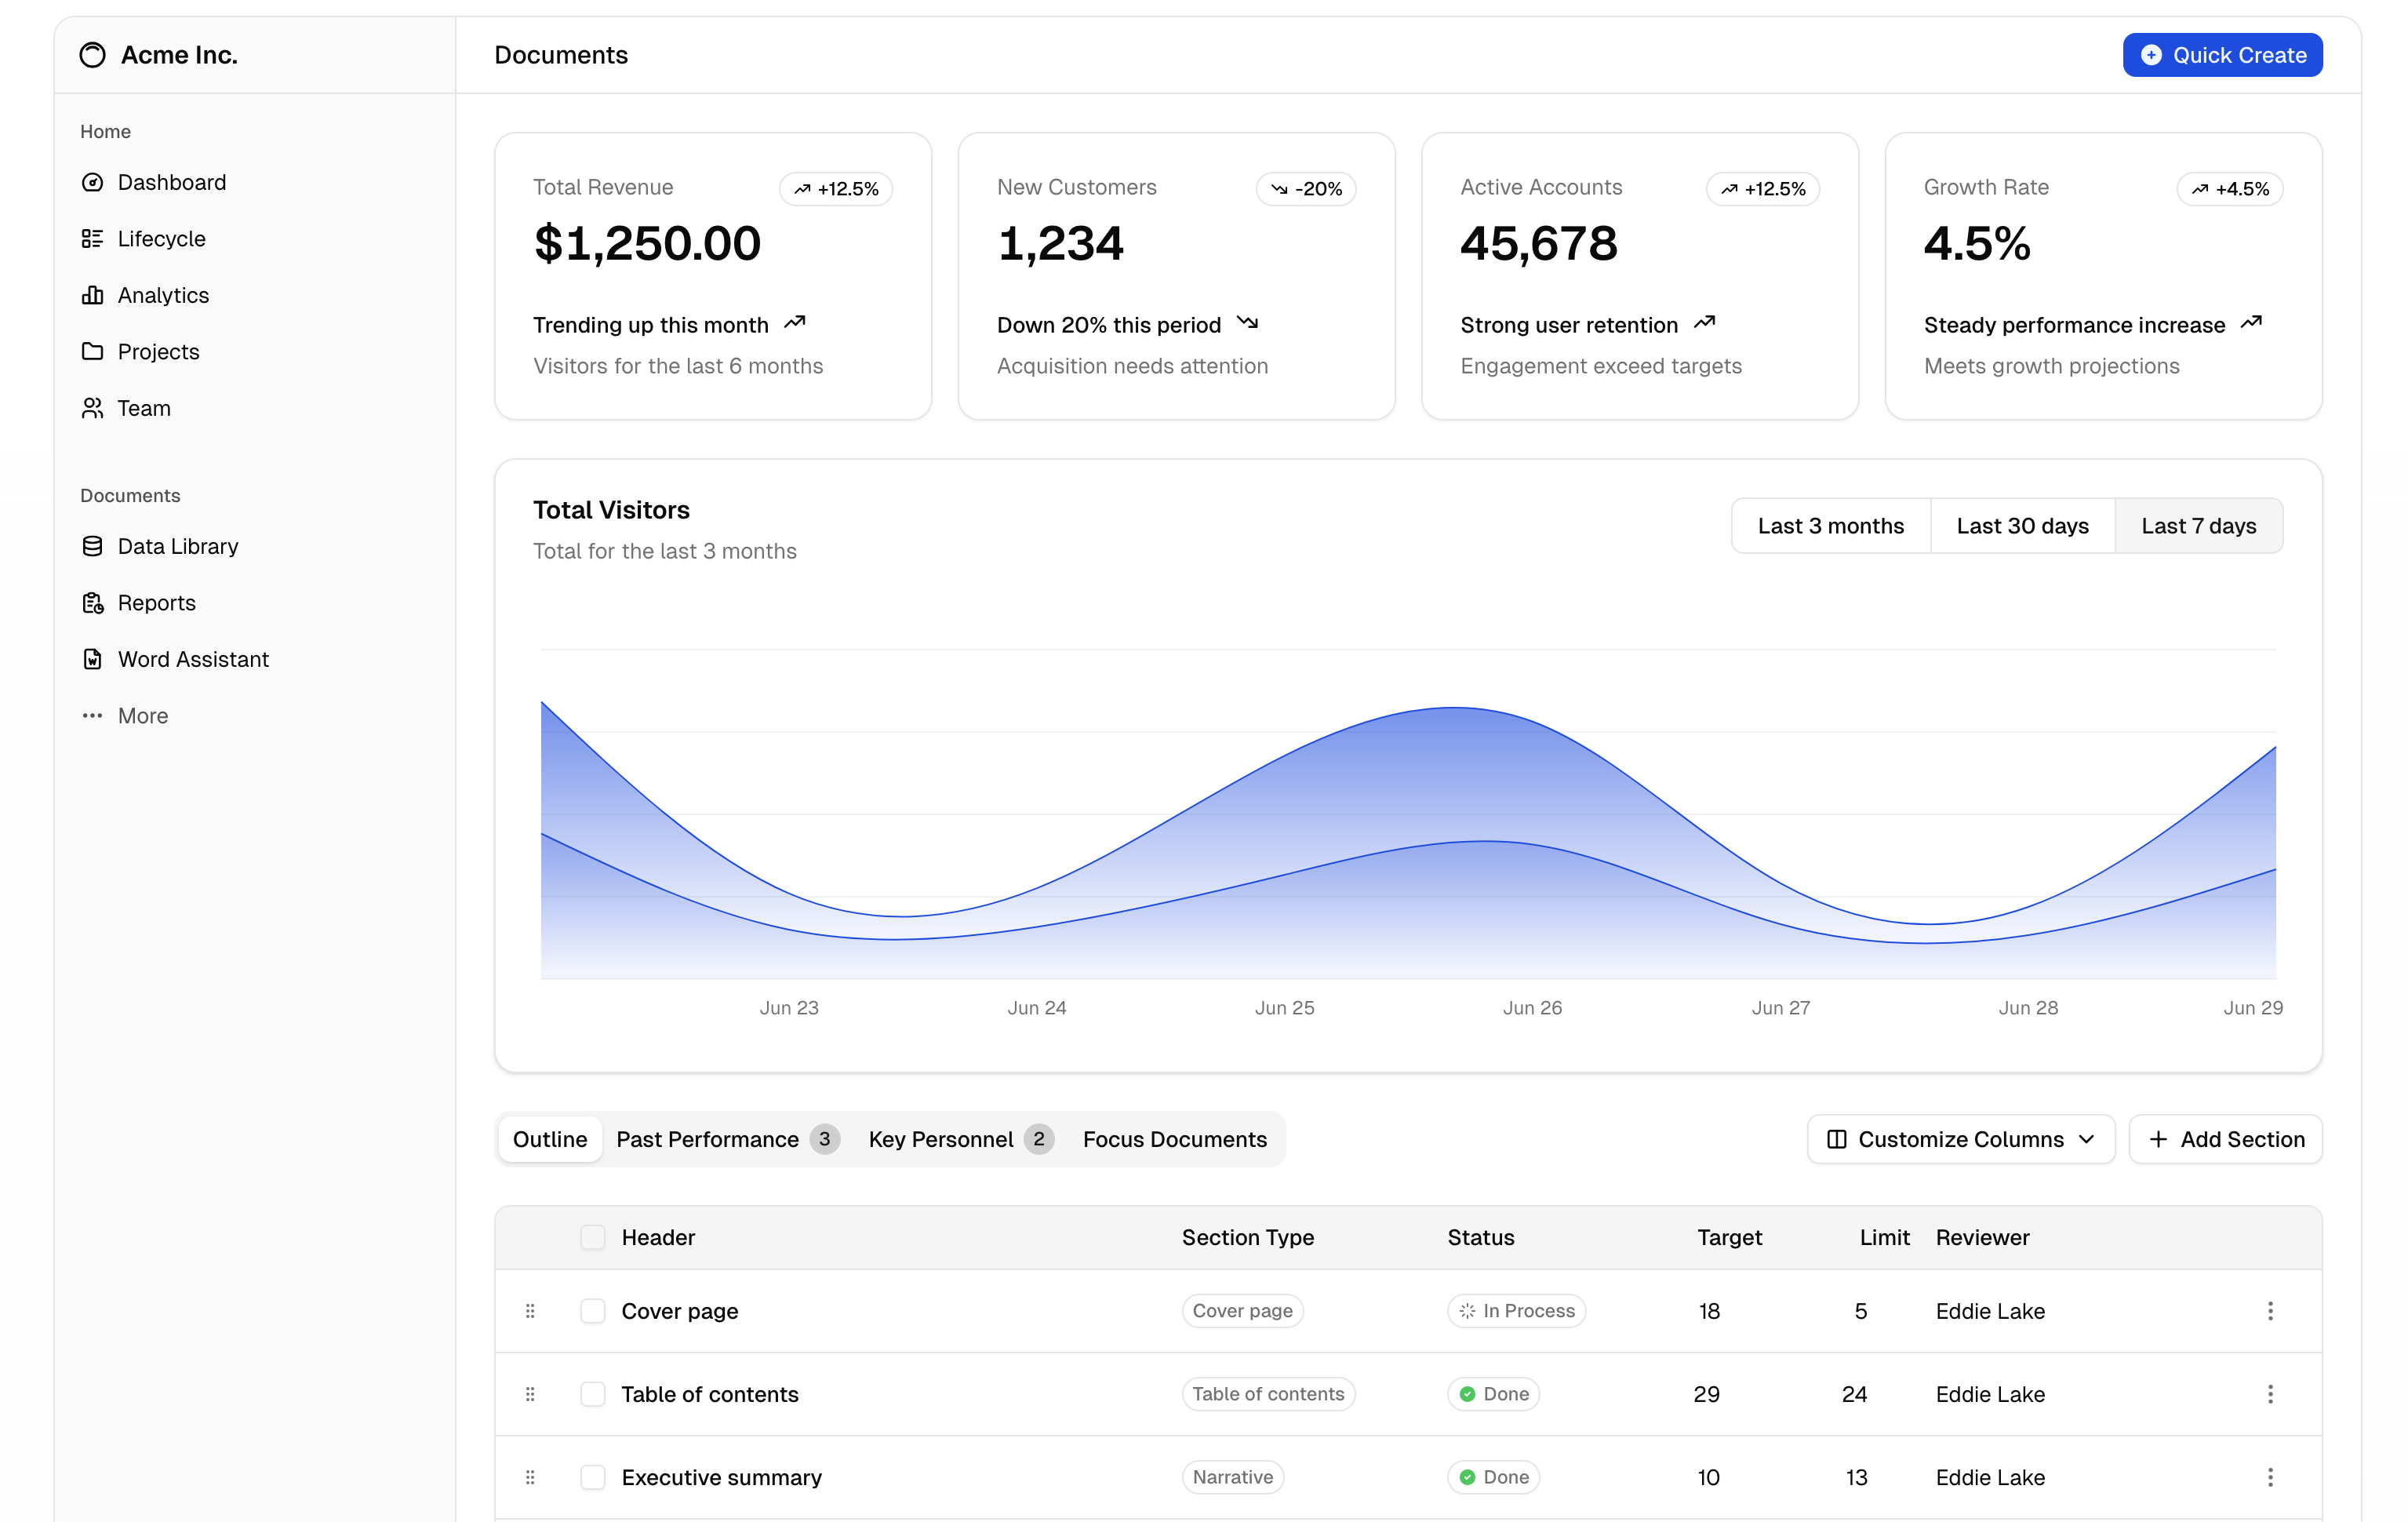 Acme Inc.
Documents
Quick Create
Home
Dashboard
Lifecycle
Analytics
Projects
Team
Documents
Data Library
Reports
Word Assistant
More
Total Revenue
+12.5%
$1,250.00
Trending up this month
Visitors for the last 6 months
New Customers
-20%
1,234
Down 20% this period
Acquisition needs attention
Active Accounts
+12.5%
45,678
Strong user retention
Engagement exceed targets
Growth Rate
+4.5%
4.5%
Steady performance increase
Meets growth projections
Total Visitors
Total for the last 3 months
Last 3 months Last 30 days Last 7 days
Jun 23 Jun 24 Jun 25 Jun 26 Jun 27 Jun 28 Jun 29
Outline Past Performance 3 Key Personnel 2 Focus Documents
Customize Columns Add Section
Header Section Type Status Target Limit Reviewer
Cover page Cover page In Process 18 5 Eddie Lake
Table of contents Table of contents Done 29 24 Eddie Lake
Executive summary Narrative Done 10 13 Eddie Lake